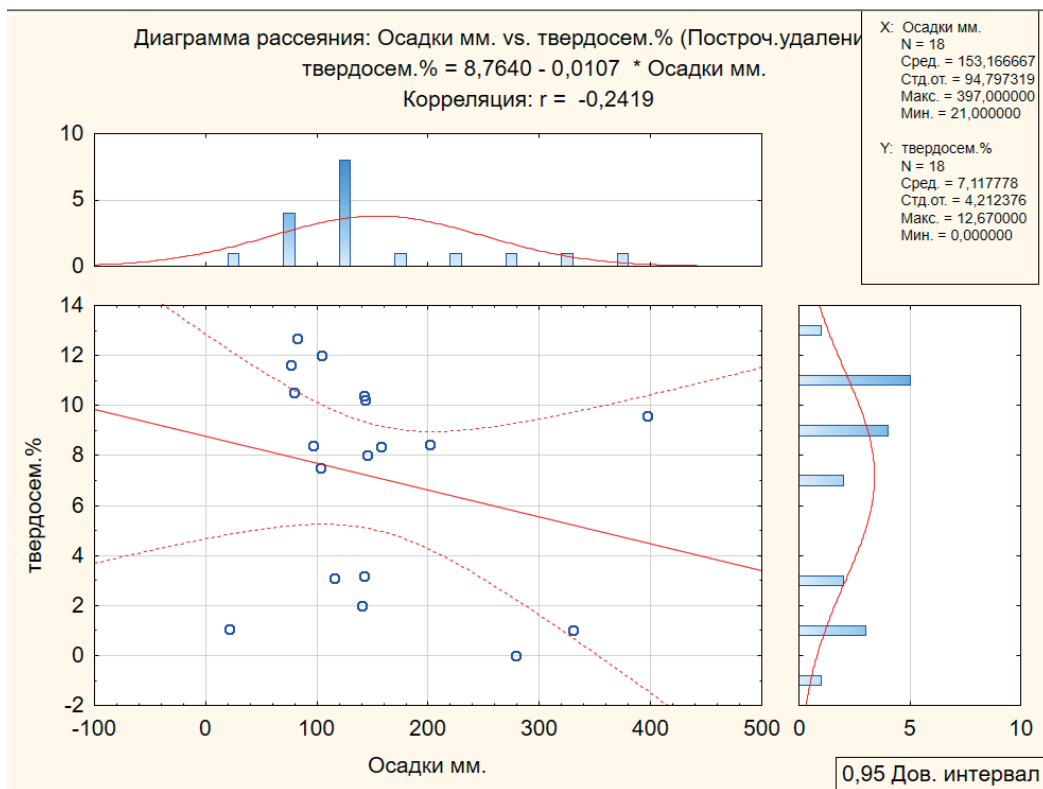 Диаграмма рассеяния: Осадки мм. vs. твердосем.% (Построч.удалени
твердосем.% = 8,7640 - 0,0107 * Осадки мм.
Корреляция: r = -0,2419
X: Осадки мм.
N = 18
Сред. = 153,166667
Стд.от. = 94,797319
Макс. = 397,000000
Мин. = 21,000000
Y: твердосем.%
N = 18
Сред. = 7,117778
Стд.от. = 4,212376
Макс. = 12,670000
Мин. = 0,000000
10
5
0
14
12
10
8
6
4
2
0
-2
твердосем.%
-100 0 100 200 300 400 500
Осадки мм.
0 5 10
0,95 Дов. интервал